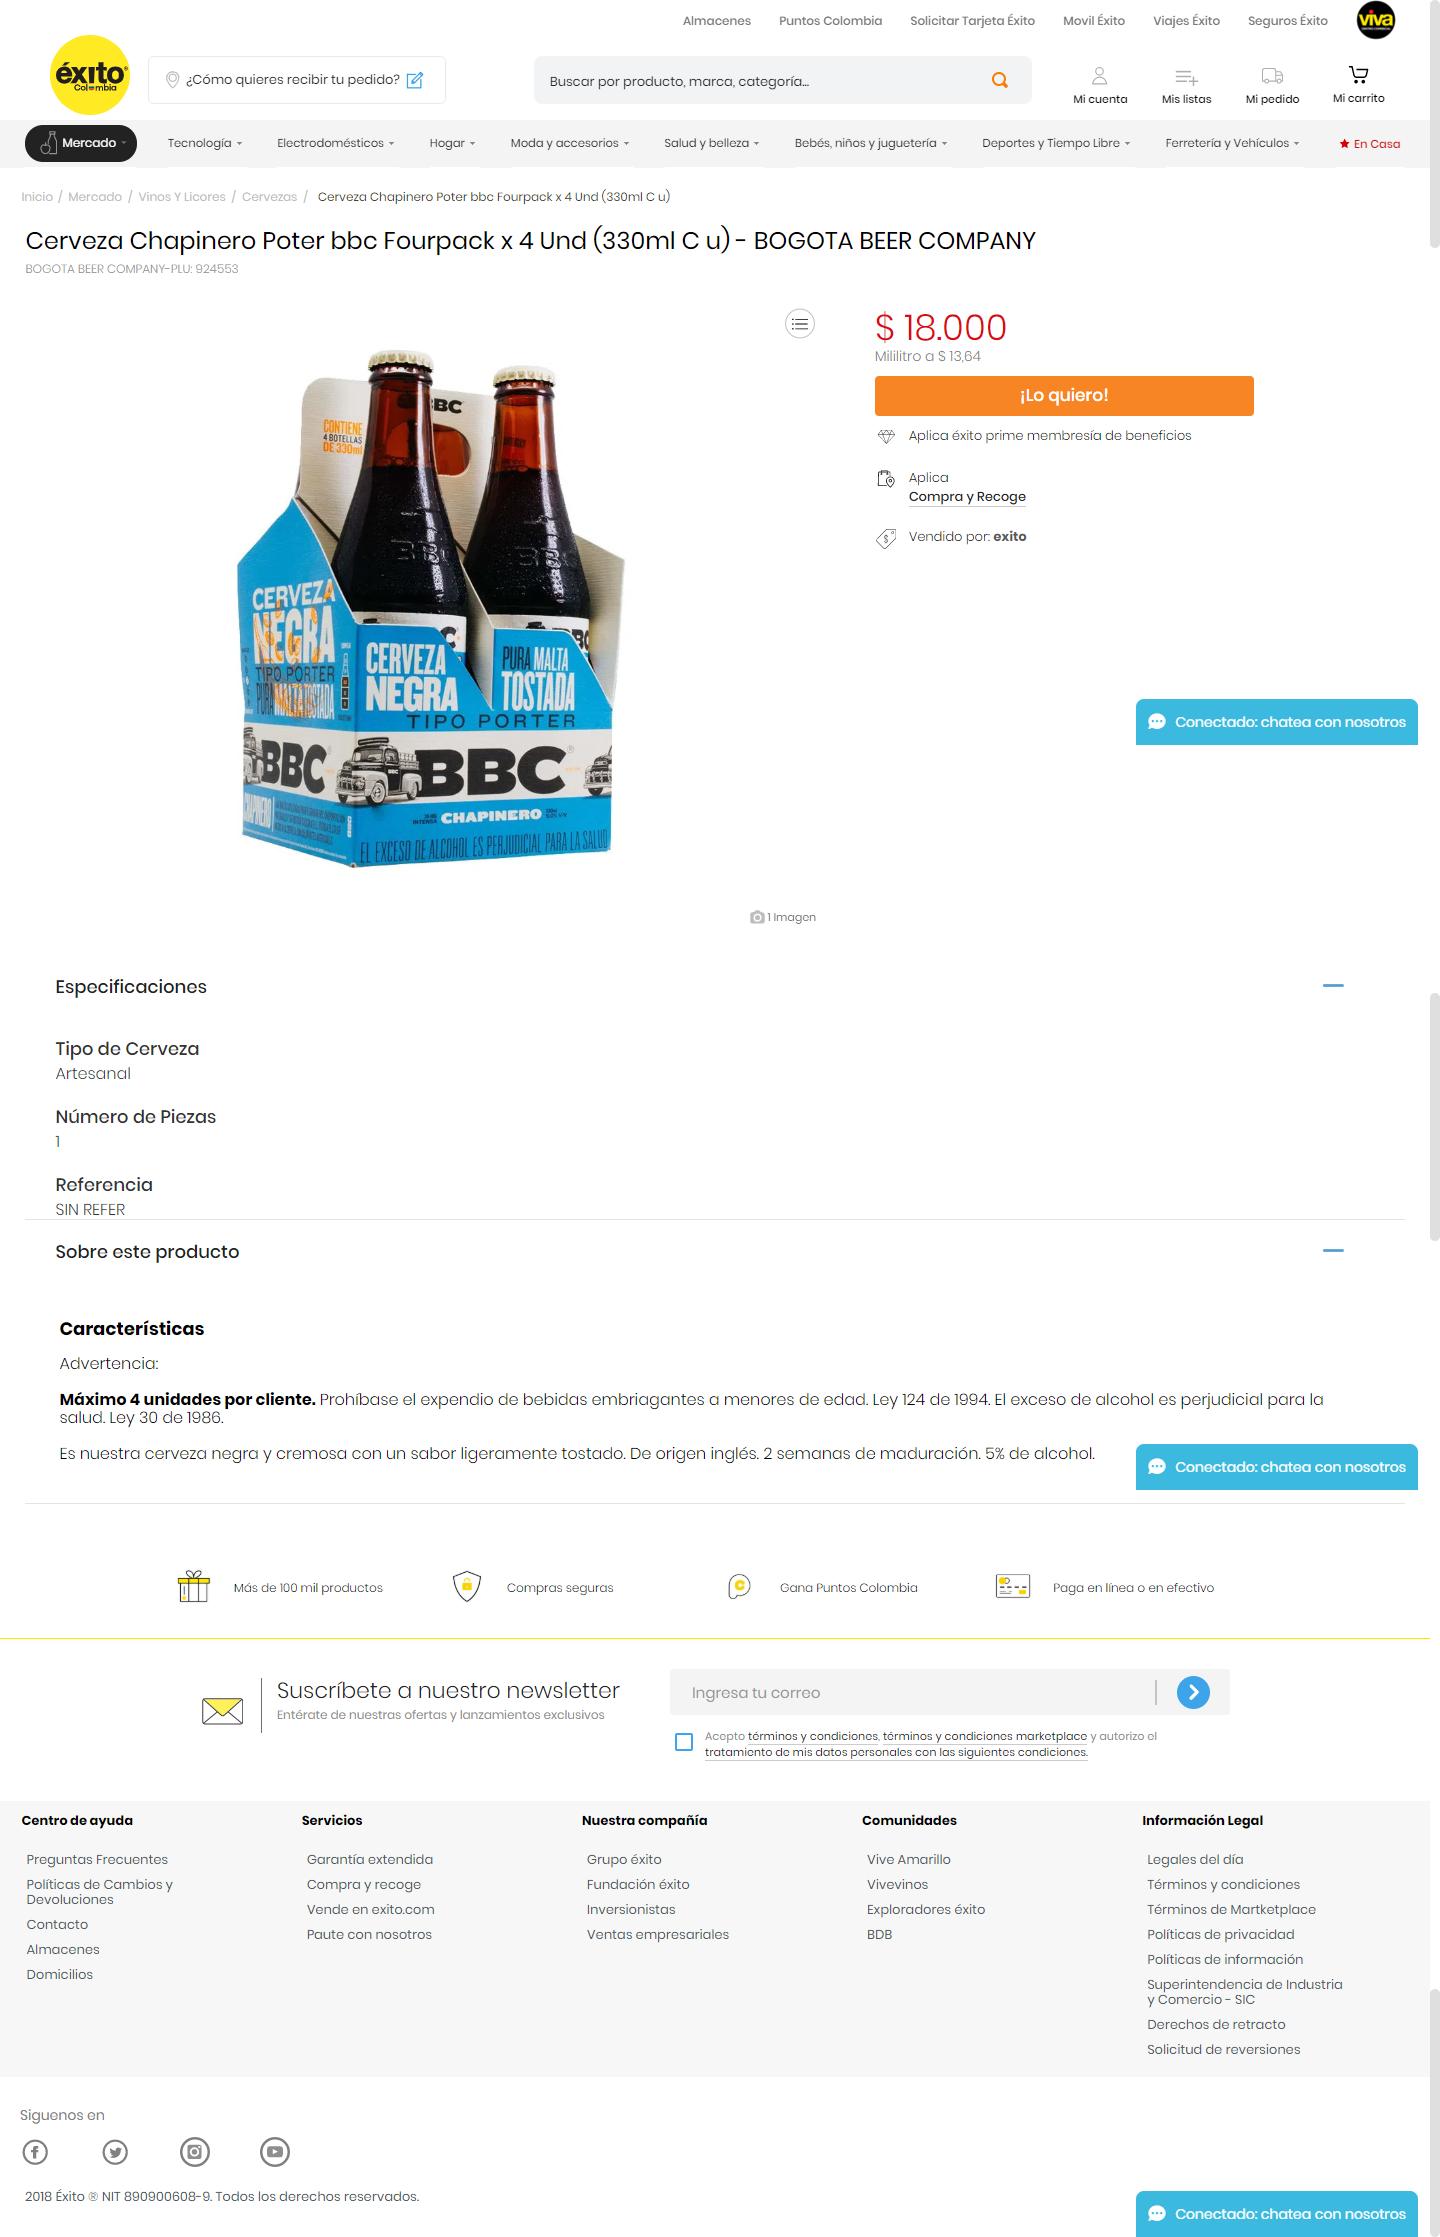 Almacenes Puntos Colombia Solicitar Tarjeta Éxito Movil Éxito Viajes Éxito Seguros Éxito viva
éxito
Colombia
¿Cómo quieres recibir tu pedido?
Buscar por producto, marca, categoría...
Mi cuenta Mis listas Mi pedido Mi carrito
Mercado Tecnología Electrodomésticos Hogar Moda y accesorios Salud y belleza Bebés, niños y juguetería Deportes y Tiempo Libre Ferretería y Vehículos En Casa
Inicio / Mercado / Vinos Y Licores / Cervezas / Cerveza Chapinero Poter bbc Fourpack x 4 Und (330ml C u)
Cerveza Chapinero Poter bbc Fourpack x 4 Und (330ml C u) - BOGOTA BEER COMPANY
BOGOTA BEER COMPANY-PLU: 924553
BBC
CONTIENE
4 BOTELLAS
DE 330ml
CERVEZA
NEGRA
TIPO PORTER
PURA MALTA TOSTADA
BBC
CHAPINERO
CERVEZA
NEGRA
PURA MALTA
TOSTADA
TIPO PORTER
BBC
CHAPINERO
EL EXCESO DE ALCOHOL ES PERJUDICIAL PARA LA SALUD
1 Imagen
$ 18.000
Mililitro a $ 13,64
¡Lo quiero!
Aplica éxito prime membresía de beneficios
Aplica
Compra y Recoge
Vendido por: exito
Conectado: chatea con nosotros
Especificaciones
Tipo de Cerveza
Artesanal
Número de Piezas
1
Referencia
SIN REFER
Sobre este producto
Características
Advertencia:
Máximo 4 unidades por cliente. Prohíbase el expendio de bebidas embriagantes a menores de edad. Ley 124 de 1994. El exceso de alcohol es perjudicial para la
salud. Ley 30 de 1986.
Es nuestra cerveza negra y cremosa con un sabor ligeramente tostado. De origen inglés. 2 semanas de maduración. 5% de alcohol.
Conectado: chatea con nosotros
Más de 100 mil productos Compras seguras Gana Puntos Colombia Paga en línea o en efectivo
Suscríbete a nuestro newsletter
Entérate de nuestras ofertas y lanzamientos exclusivos
Ingresa tu correo
Acepto términos y condiciones, términos y condiciones marketplace y autorizo el
tratamiento de mis datos personales con las siguientes condiciones.
Centro de ayuda
Preguntas Frecuentes
Políticas de Cambios y
Devoluciones
Contacto
Almacenes
Domicilios
Servicios
Garantía extendida
Compra y recoge
Vende en exito.com
Paute con nosotros
Nuestra compañía
Grupo éxito
Fundación éxito
Inversionistas
Ventas empresariales
Comunidades
Vive Amarillo
Vivevinos
Exploradores éxito
BDB
Información Legal
Legales del día
Términos y condiciones
Términos de Martketplace
Políticas de privacidad
Políticas de información
Superintendencia de Industria
y Comercio - SIC
Derechos de retracto
Solicitud de reversiones
Siguenos en
2018 Éxito ® NIT 890900608-9. Todos los derechos reservados.
Conectado: chatea con nosotros